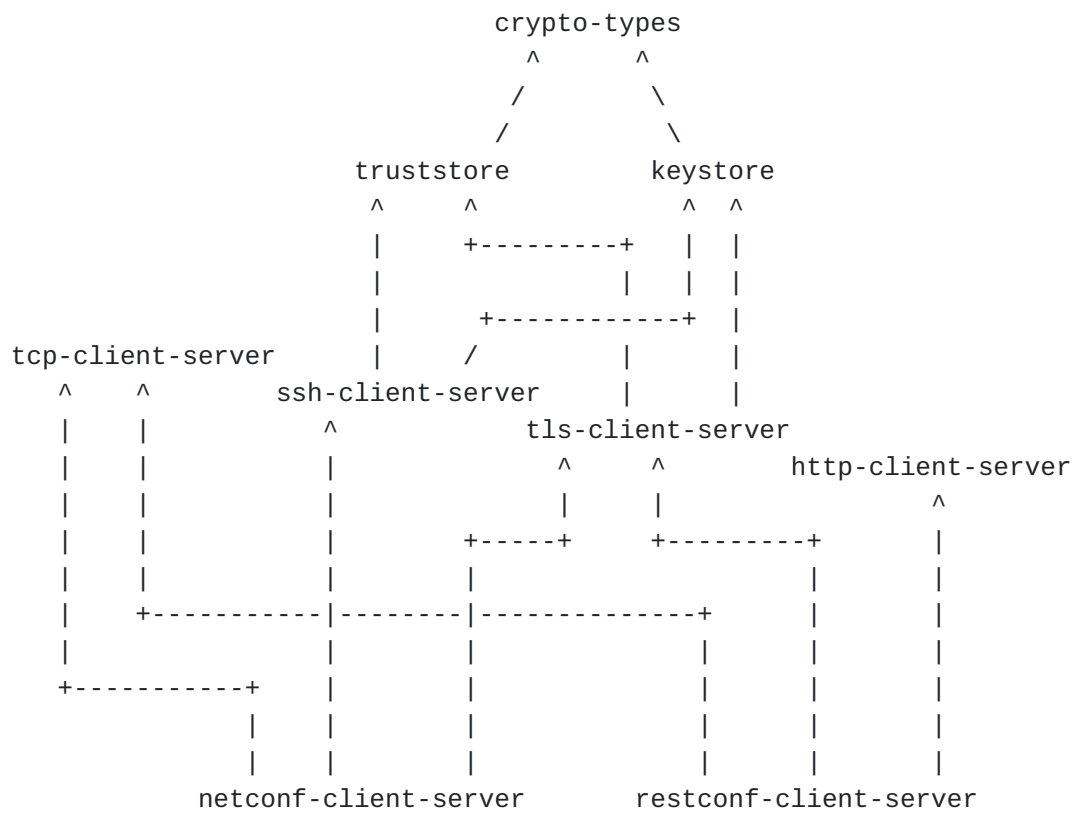 crypto-types
truststore keystore
tcp-client-server
ssh-client-server
tls-client-server
http-client-server
netconf-client-server restconf-client-server